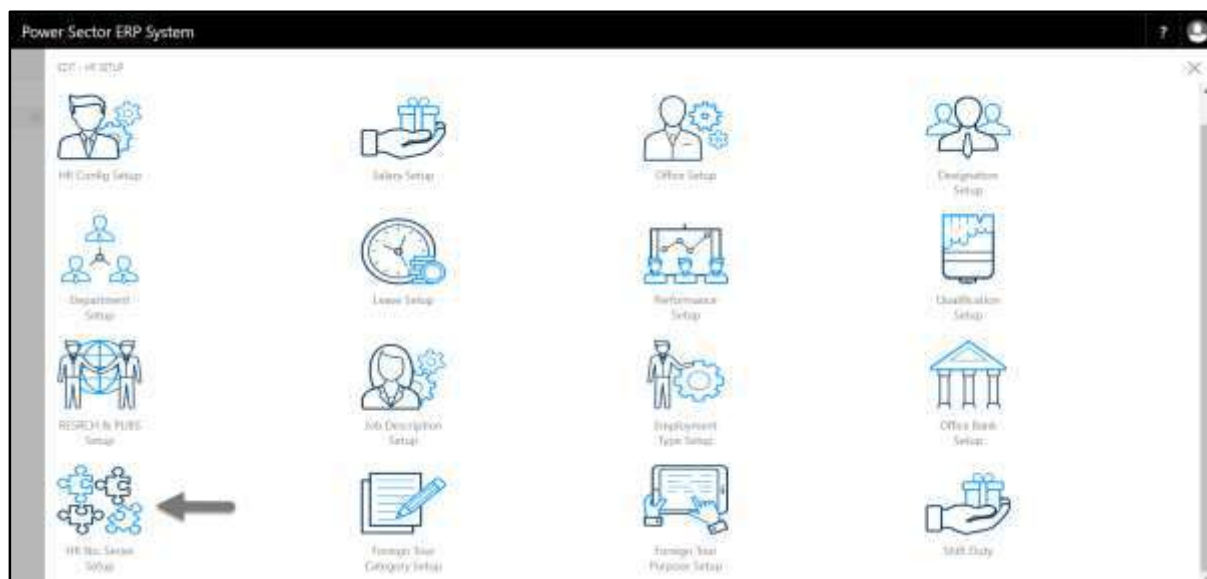 Power Sector ERP System
?
EDIT - HR SETUP
HR Config Setup
Salary Setup
Office Setup
Designation
Setup
Department
Setup
Leave Setup
Performance
Setup
Qualification
Setup
RESRCH & PUBS
Setup
Job Description
Setup
Employment
Type Setup
Office Bank
Setup
HR No. Series
Setup
Foreign Tour
Category Setup
Foreign Tour
Purpose Setup
Shift Duty